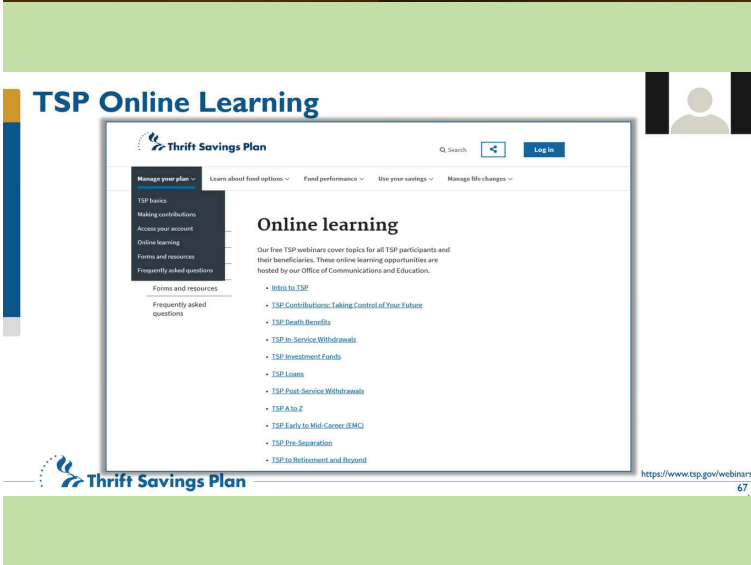 TSP Online Learning
Thrift Savings Plan
Search
Log in
Manage your plan
Learn about fund options
Fund performance
Use your savings
Manage life changes
TSP basics
Making contributions
Access your account
Online learning
Forms and resources
Frequently asked questions
Forms and resources
Frequently asked
questions
Online learning
Our free TSP webinars cover topics for all TSP participants and
their beneficiaries. These online learning opportunities are
hosted by our Office of Communications and Education.
• Intro to TSP
• TSP Contributions: Taking Control of Your Future
• TSP Death Benefits
• TSP In-Service Withdrawals
• TSP Investment Funds
• TSP Loans
• TSP Post-Service Withdrawals
• TSP A to Z
• TSP Early to Mid-Career (EMC)
• TSP Pre-Separation
• TSP to Retirement and Beyond
Thrift Savings Plan
https://www.tsp.gov/webinars
67